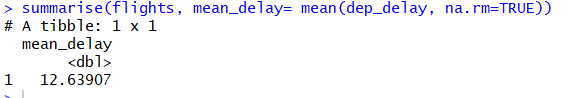 > summarise(flights, mean_delay= mean(dep_delay, na.rm=TRUE))
# A tibble: 1 x 1
  mean_delay
       <dbl>
1   12.63907
>